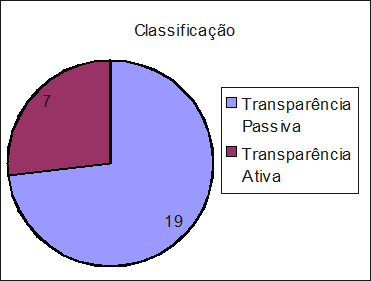 Classificação
7
19
Transparência
Passiva
Transparência
Ativa